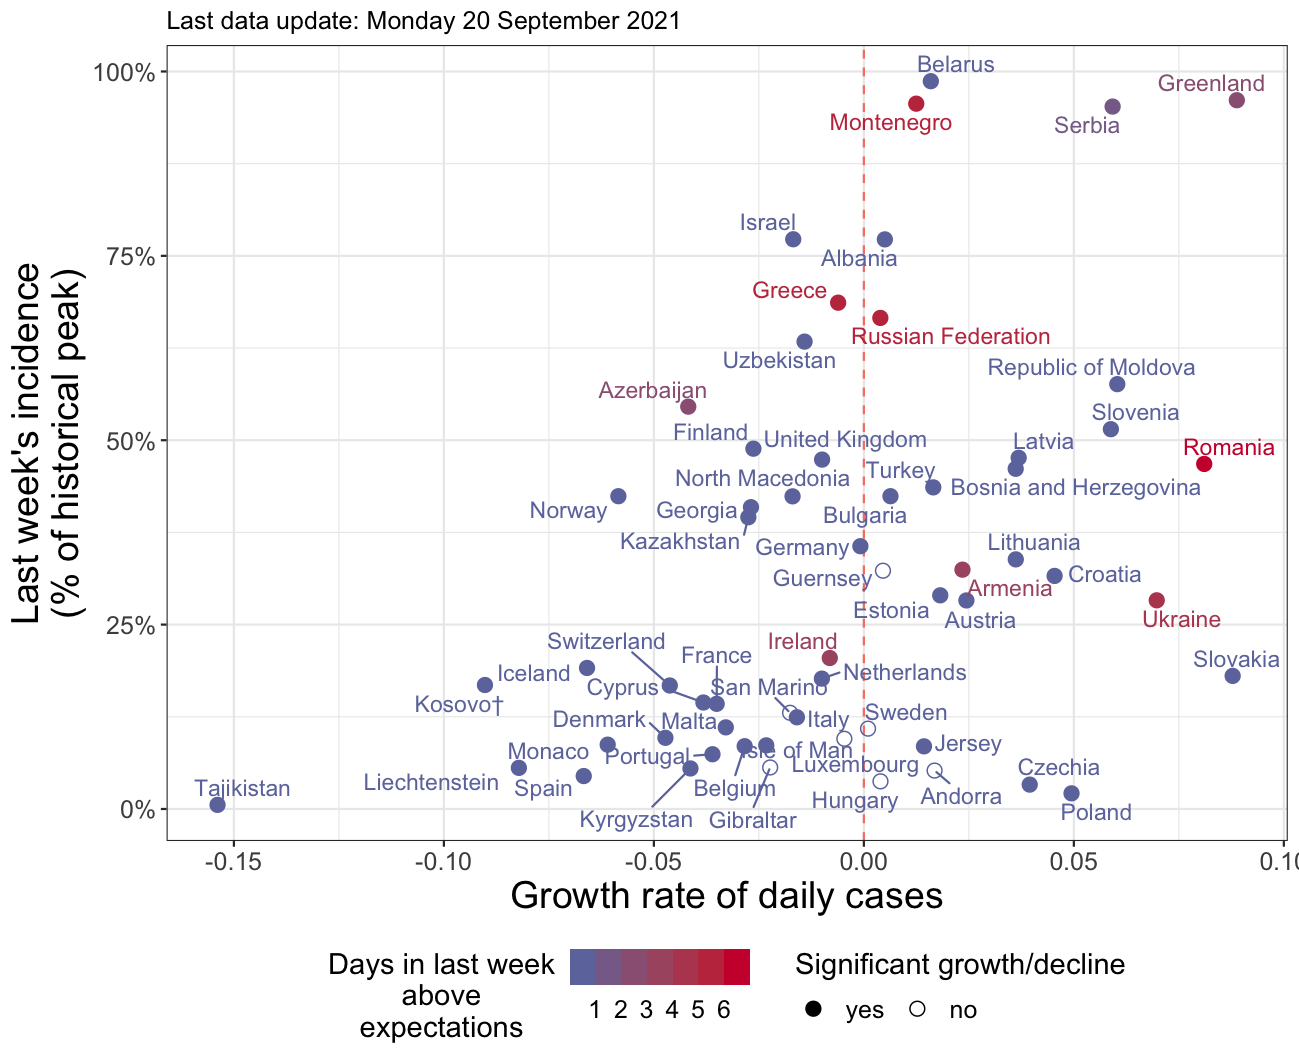 Last data update: Monday 20 September 2021
Last week's incidence
(% of historical peak)
100%
75%
50%
25%
0%
Belarus
Greenland
Montenegro
Serbia
Israel
Albania
Greece
Russian Federation
Uzbekistan
Republic of Moldova
Azerbaijan
Slovenia
Finland
United Kingdom
Latvia
Romania
North Macedonia
Turkey
Bosnia and Herzegovina
Norway
Georgia
Bulgaria
Kazakhstan
Germany
Lithuania
Guernsey
Croatia
Armenia
Estonia
Austria
Ukraine
Switzerland
Ireland
France
Slovakia
Iceland
Netherlands
Cyprus
San Marino
Kosovo†
Denmark
Malta
Italy
Sweden
Monaco
Portugal
Isle of Man
Jersey
Luxembourg
Czechia
Liechtenstein
Tajikistan
Spain
Belgium
Andorra
Hungary
Poland
Kyrgyzstan
Gibraltar
-0.15 -0.10 -0.05 0.00 0.05 0.10
Growth rate of daily cases
Days in last week
above
expectations
1 2 3 4 5 6
Significant growth/decline
yes no